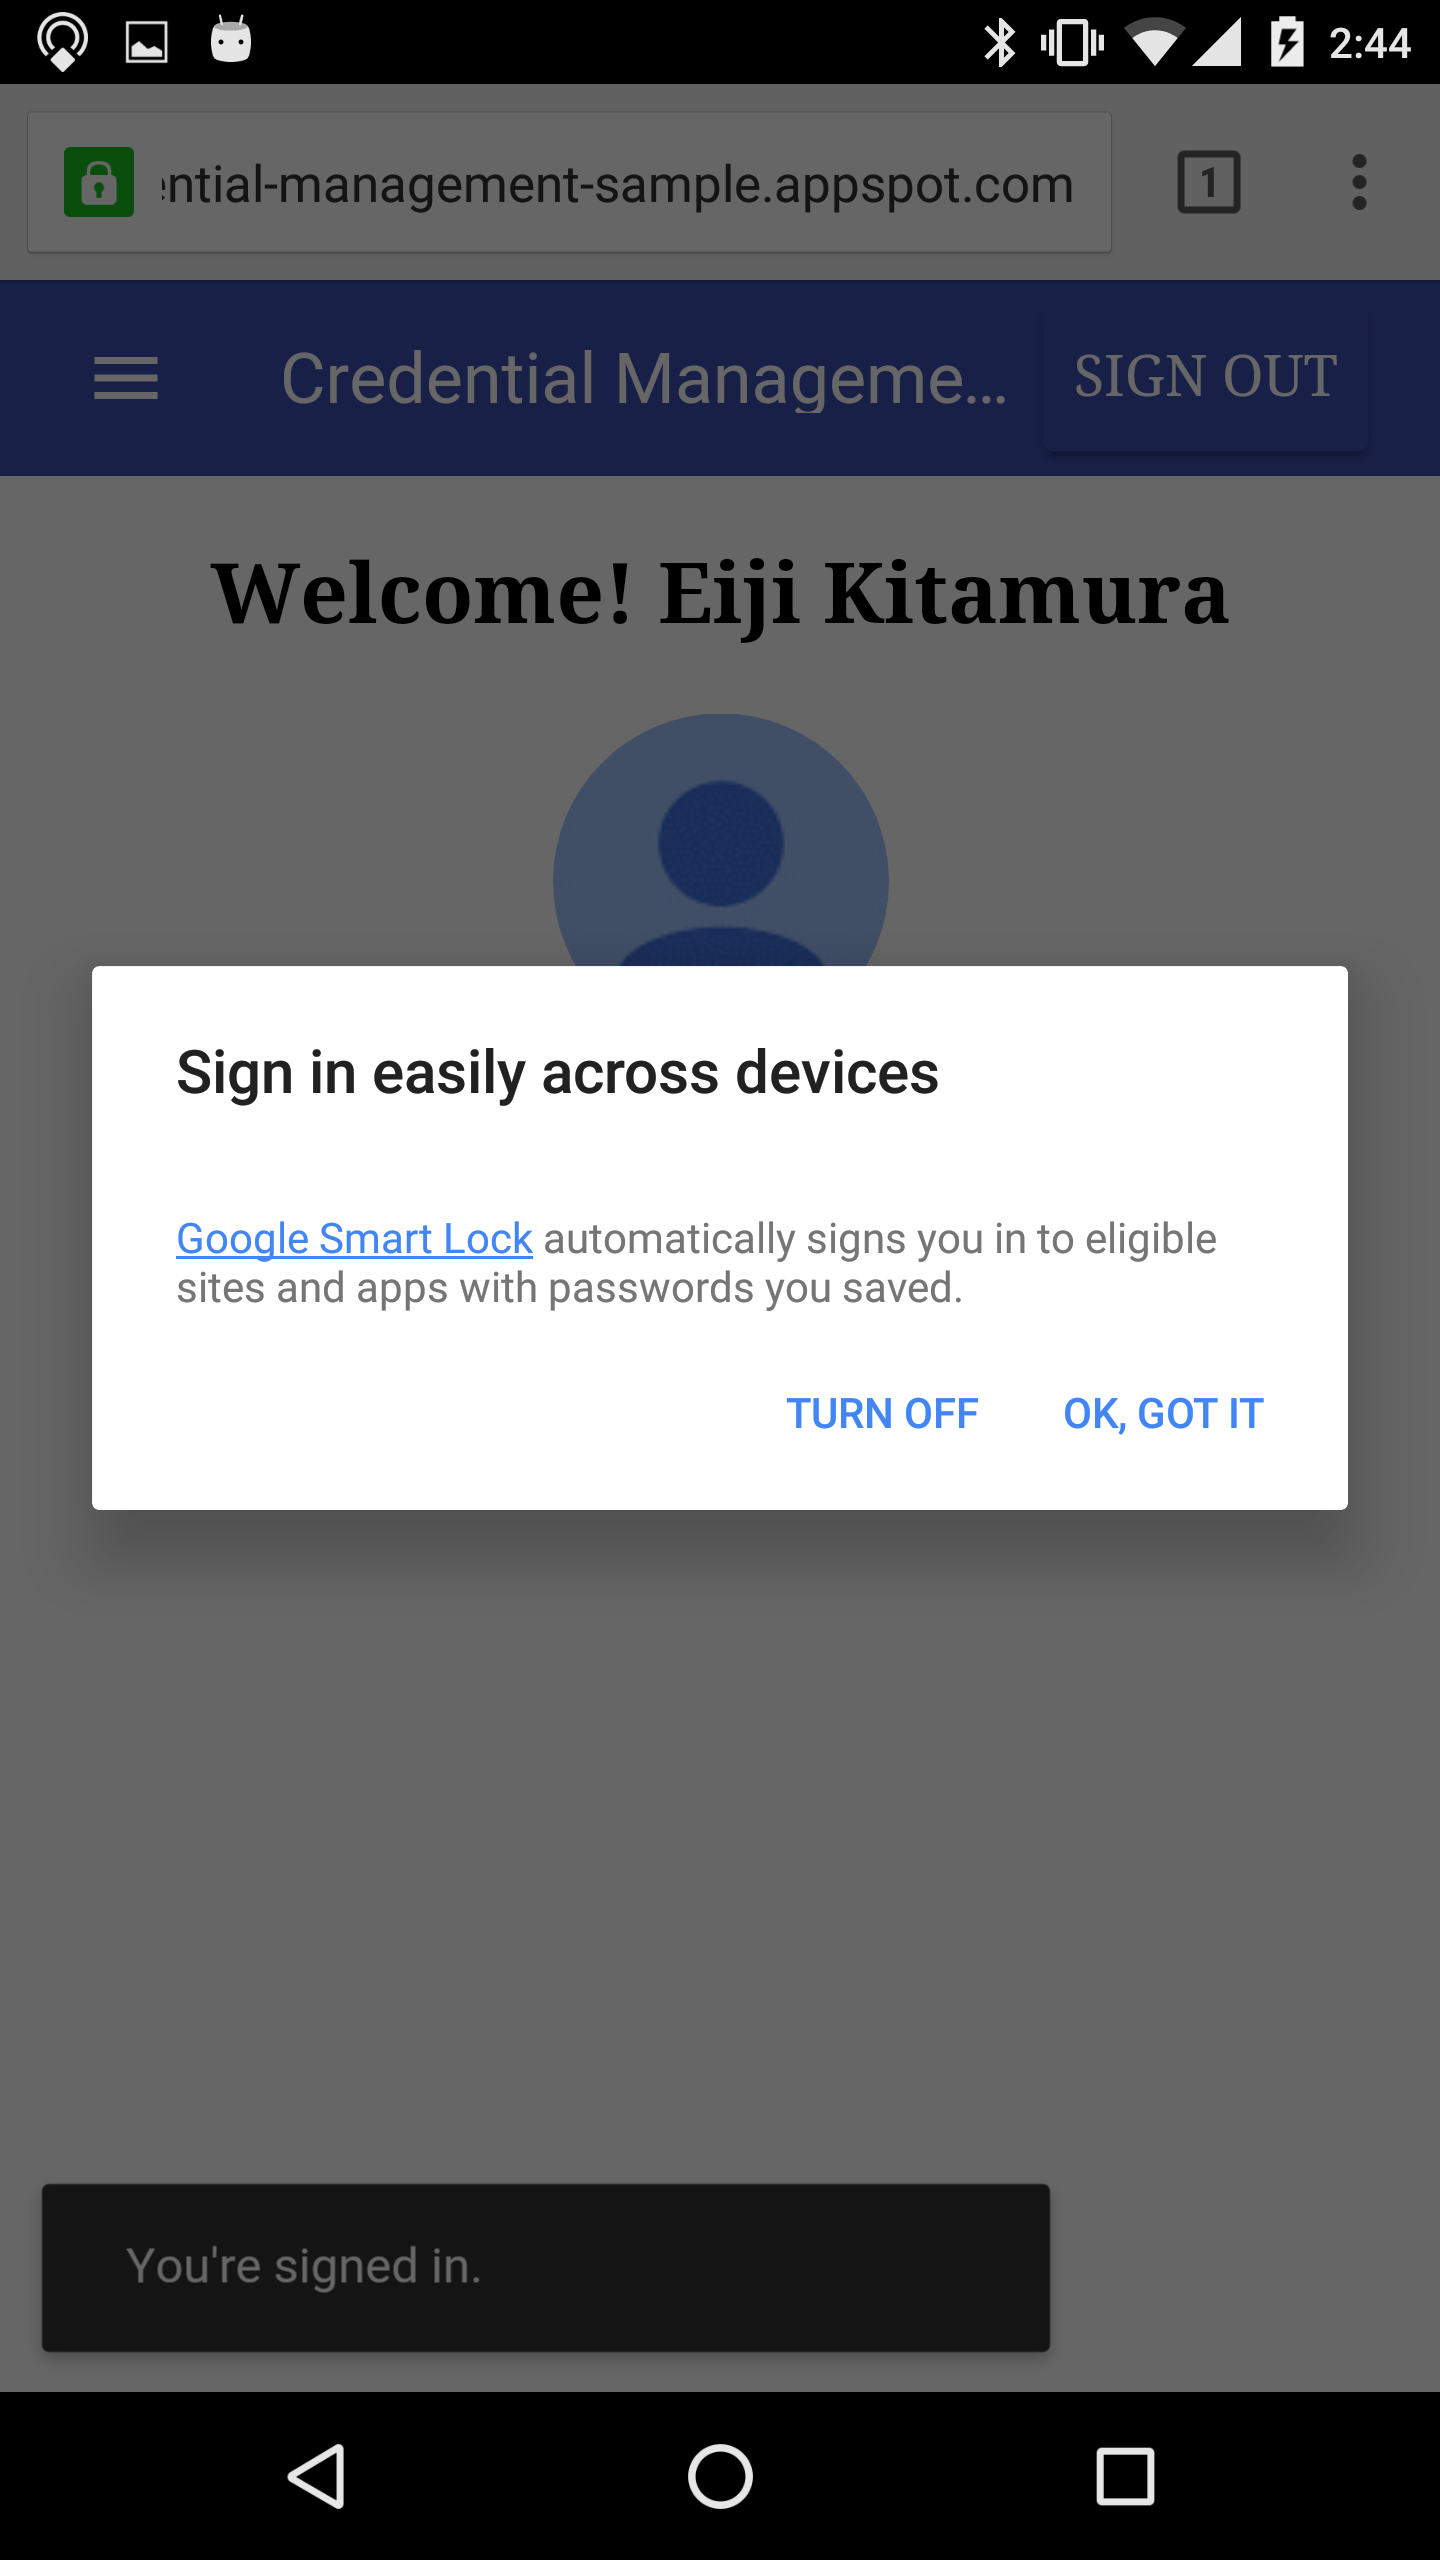 2:44
ential-management-sample.appspot.com
1
Credential Manageme...
SIGN OUT
Welcome! Eiji Kitamura
Sign in easily across devices
Google Smart Lock automatically signs you in to eligible
sites and apps with passwords you saved.
TURN OFF
OK, GOT IT
You're signed in.